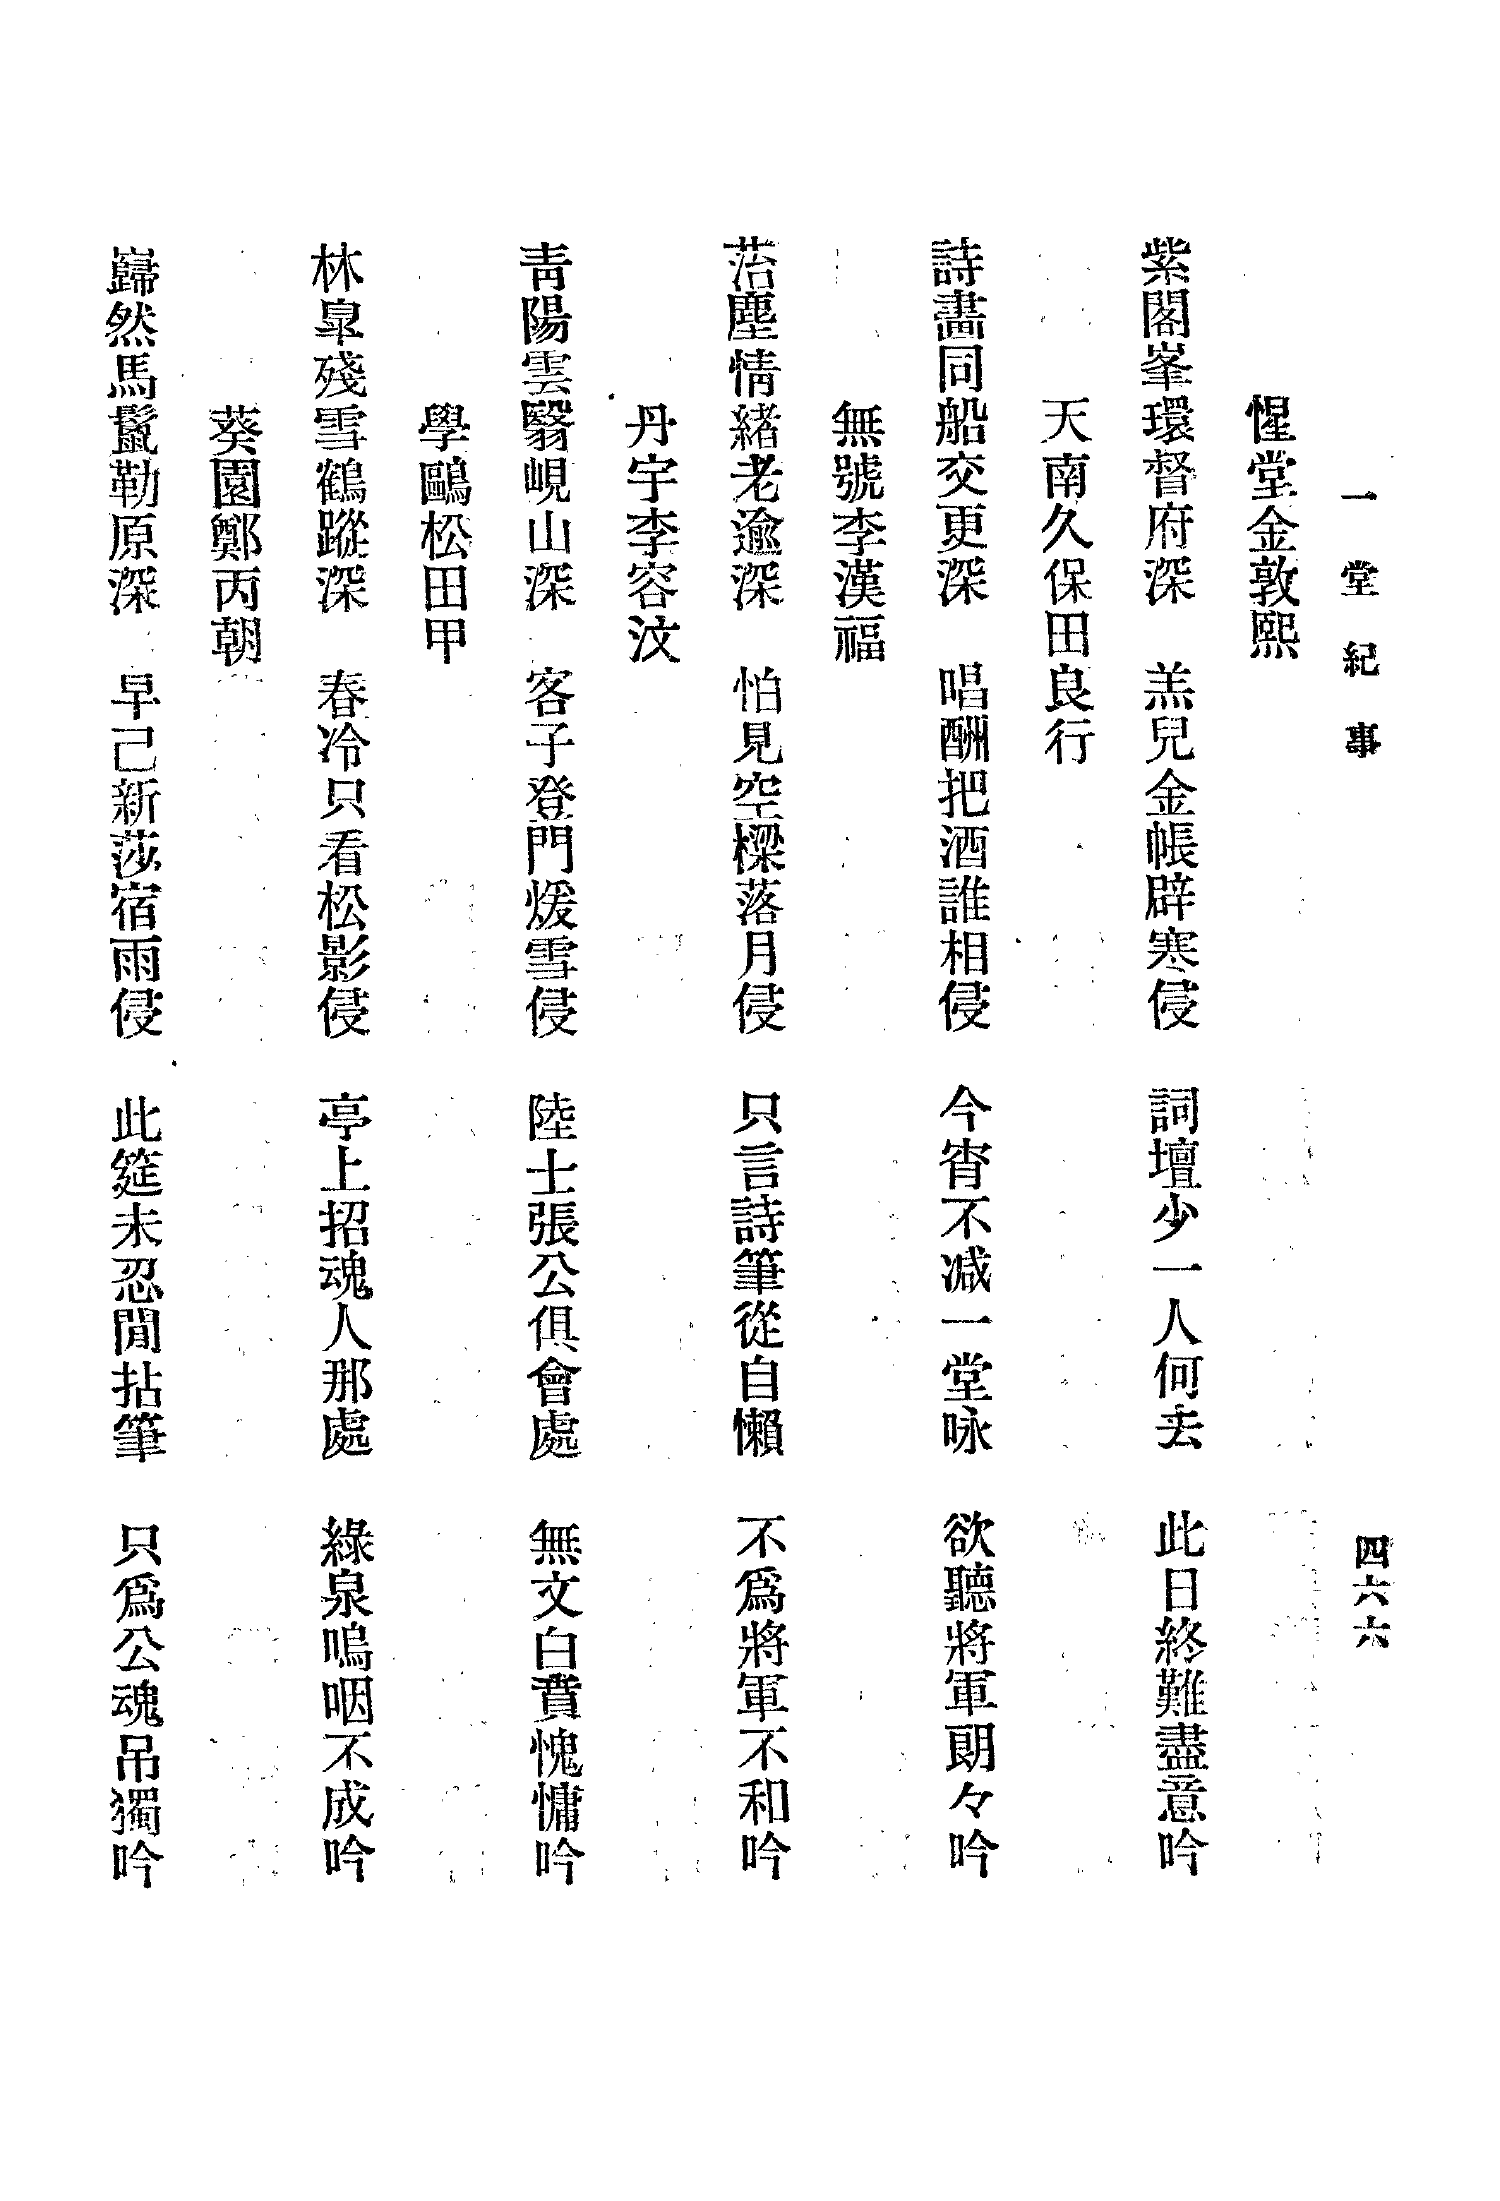 一堂紀事 四六六
惺堂金敦熙
紫閣峯環督府深 羔兒金帳辟寒侵 詞壇少一人何去 此日終難盡意吟
天南久保田良行
詩畵同船交更深 唱酬把酒誰相侵 今宵不减一堂咏 欲聽將軍朗々吟
無號李漢福
萡塵情緖老逾深 怕見空樑落月侵 只言詩筆從自懶 不爲將軍不和吟
丹宇李容汶
靑陽雲翳峴山深 客子登門煖雪侵 陸士張公俱會處 無文白賁愧慵吟
學鷗松田甲
林皐殘雪鶴蹤深 春冷只看松影侵 亭上招魂人那處 綠泉嗚咽不成吟
葵園鄭丙朝
巋然馬鬣勒原深 早己新莎宿雨侵 此筵未忍閒拈筆 只爲公魂吊獨吟